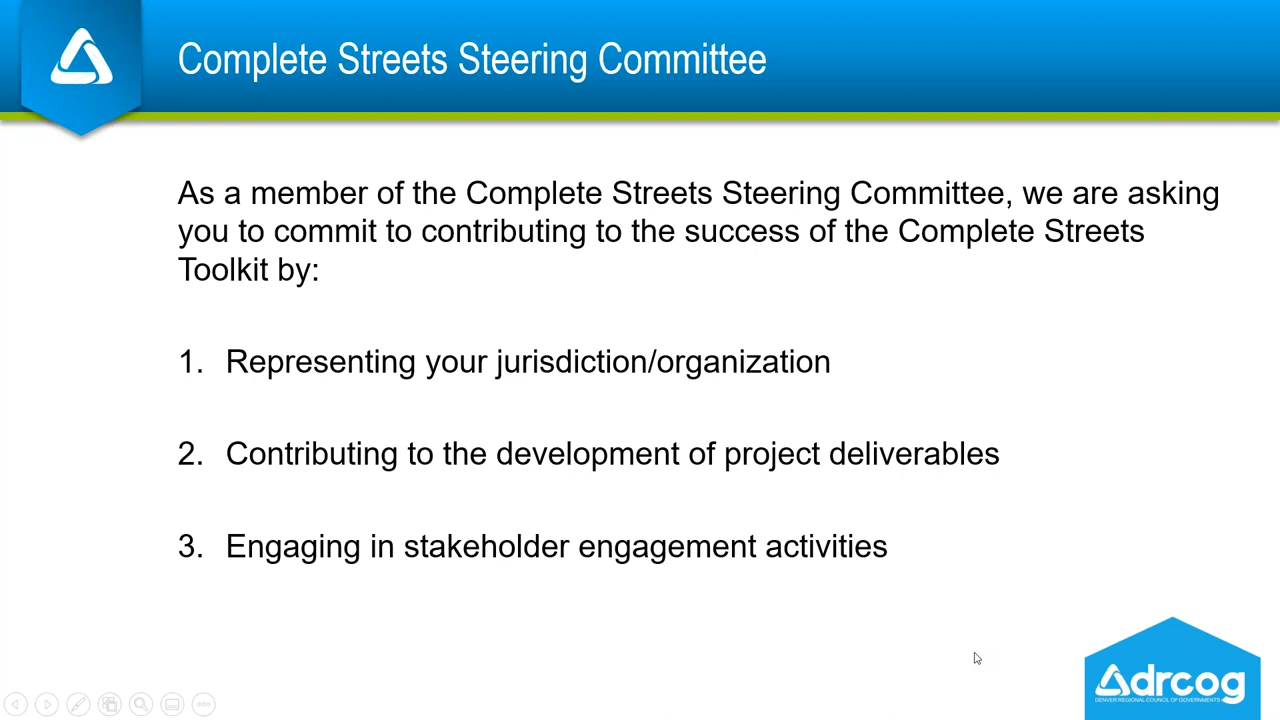 Complete Streets Steering Committee
As a member of the Complete Streets Steering Committee, we are asking
you to commit to contributing to the success of the Complete Streets
Toolkit by:
1. Representing your jurisdiction/organization
2. Contributing to the development of project deliverables
3. Engaging in stakeholder engagement activities
drcog
DENVER REGIONAL COUNCIL OF GOVERNMENTS